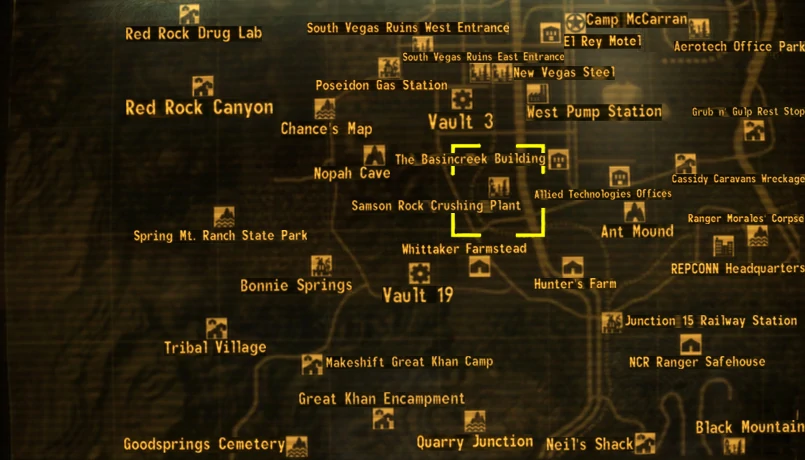 Red Rock Drug Lab
South Vegas Ruins West Entrance
Camp McCarran
El Rey Motel
Aerotech Office Park
South Vegas Ruins East Entrance
New Vegas Steel
Poseidon Gas Station
Red Rock Canyon
Chance's Map
Vault 3
West Pump Station
Grub n' Gulp Rest Stop
Nopah Cave
The Basincreek Building
Cassidy Caravans Wreckage
Allied Technologies Offices
Samson Rock Crushing Plant
Ranger Morales' Corpse
Spring Mt. Ranch State Park
Ant Mound
Whittaker Farmstead
REPCONN Headquarters
Bonnie Springs
Vault 19
Hunter's Farm
Junction 15 Railway Station
Tribal Village
Makeshift Great Khan Camp
NCR Ranger Safehouse
Great Khan Encampment
Goodsprings Cemetery
Quarry Junction
Neil's Shack
Black Mountain